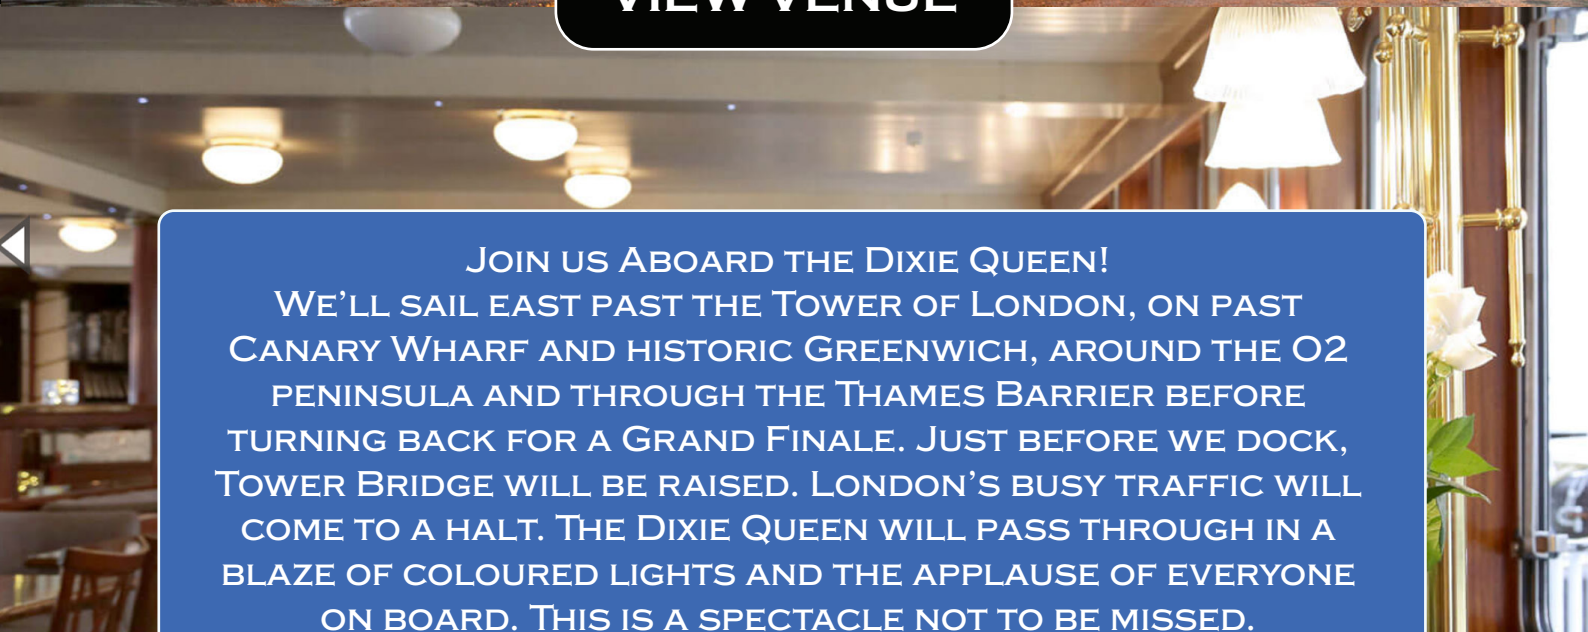 VIEW VENUE
Join us Aboard the Dixie Queen!
We'll sail east past the Tower of London, on past
Canary Wharf and historic Greenwich, around the O2
peninsula and through the Thames Barrier before
turning back for a Grand Finale. Just before we dock,
Tower Bridge will be raised. London's busy traffic will
come to a halt. The Dixie Queen will pass through in a
blaze of coloured lights and the applause of everyone
on board. This is a spectacle not to be missed.